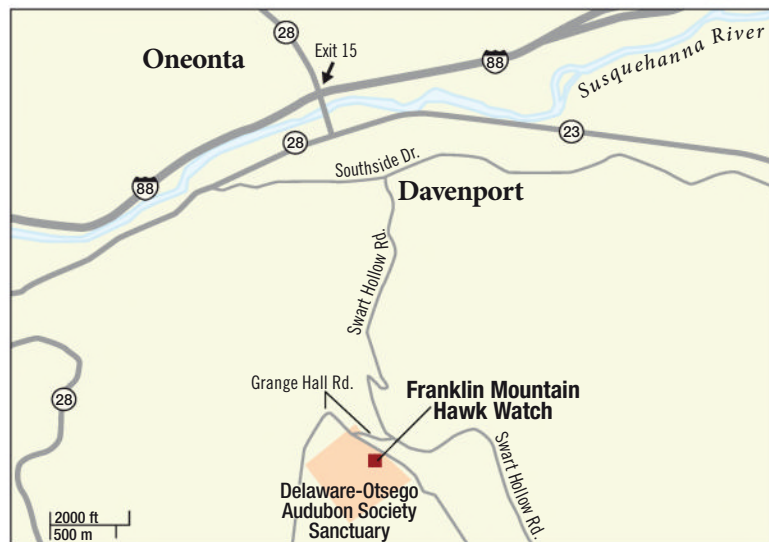 28
Exit 15
Oneonta
88
Susquehanna River
28
23
Southside Dr.
88
Davenport
Swart Hollow Rd.
Grange Hall Rd.
Franklin Mountain
Hawk Watch
28
Swart Hollow Rd.
Delaware-Otsego
Audubon Society
Sanctuary
2000 ft
500 m